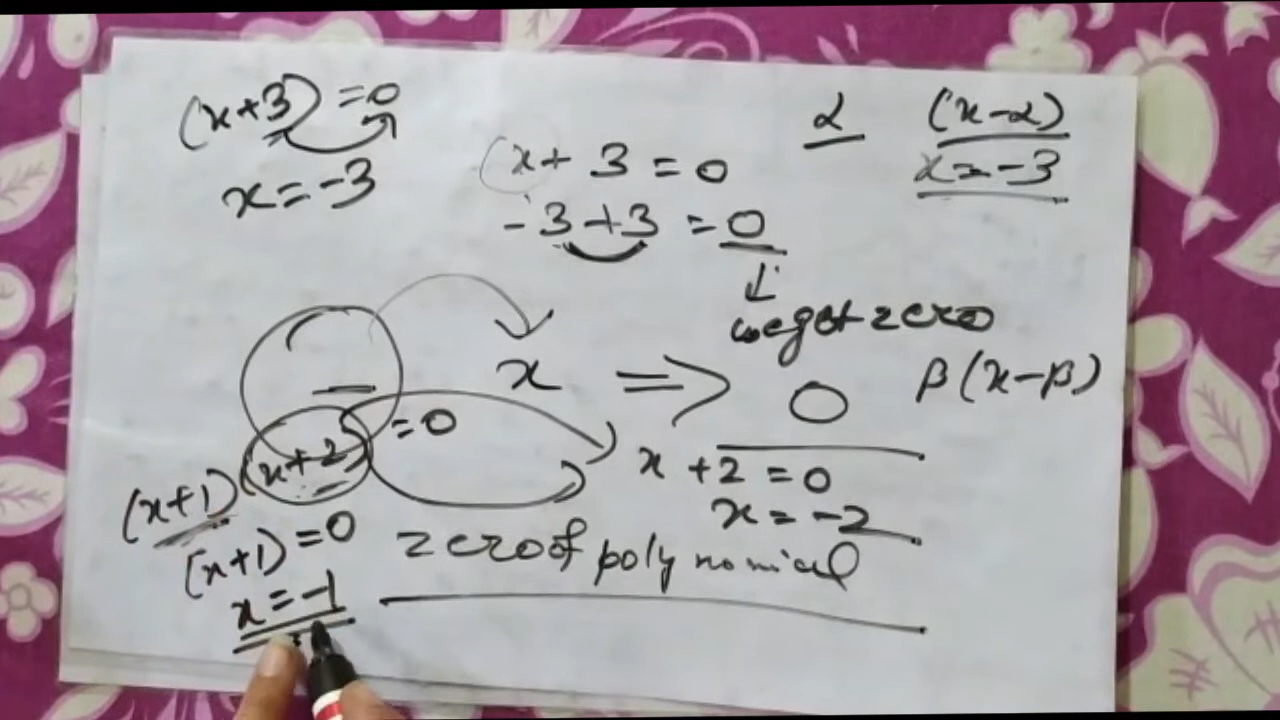 (x+3) =0
x=-3
(x+ 3 =0
-3+3 =0
↓
we get zero
α (x-α)
x=-3
x => 0
β(x-β)
(x+1)(x+2) =0
x +2 =0
x=-2
(x+1)=0
x=-1
zero of polynomical